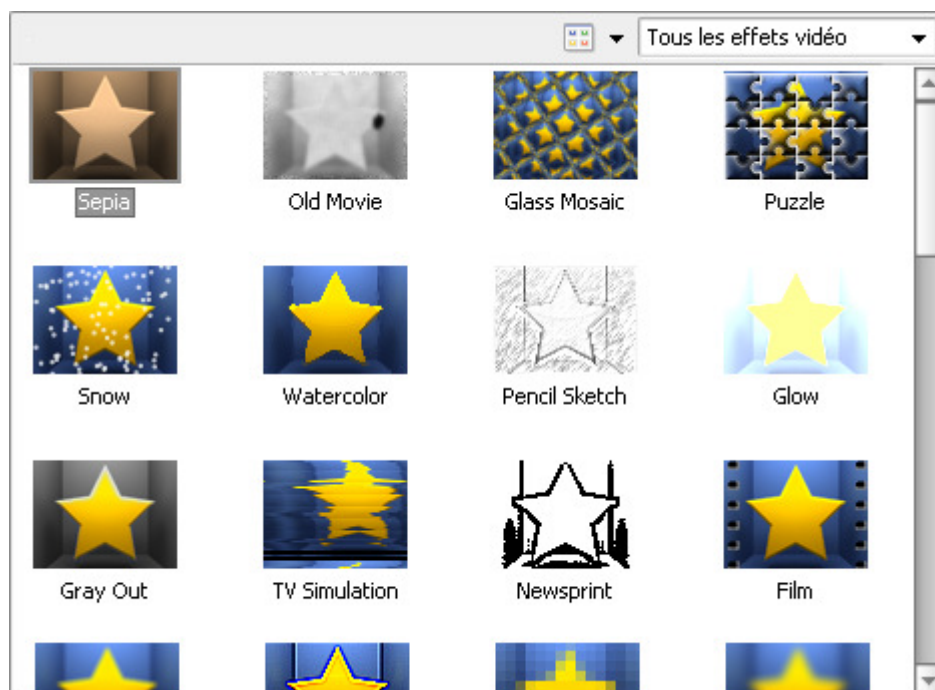 Tous les effets vidéo
Sepia
Old Movie
Glass Mosaic
Puzzle
Snow
Watercolor
Pencil Sketch
Glow
Gray Out
TV Simulation
Newsprint
Film